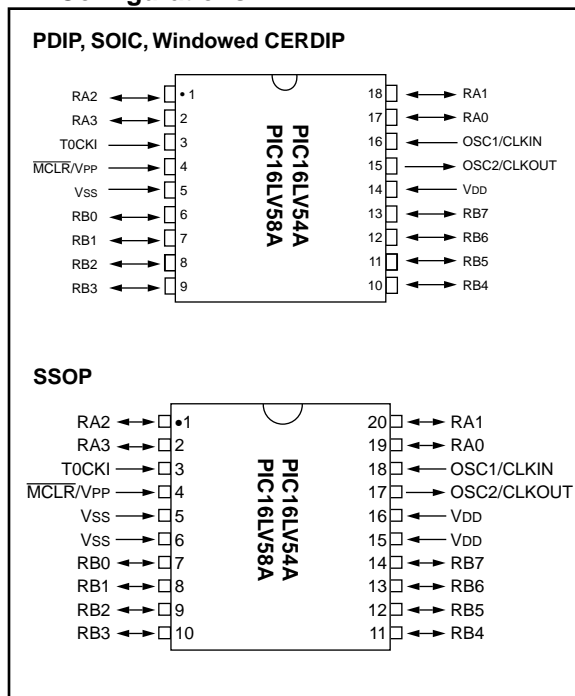 PDIP, SOIC, Windowed CERDIP
RA2 •1 18 RA1
RA3 2 17 RA0
T0CKI 3 16 OSC1/CLKIN
MCLR/VPP 4 15 OSC2/CLKOUT
VSS 5 14 VDD
RB0 6 13 RB7
RB1 7 12 RB6
RB2 8 11 RB5
RB3 9 10 RB4
PIC16LV54A
PIC16LV58A
SSOP
RA2 •1 20 RA1
RA3 2 19 RA0
T0CKI 3 18 OSC1/CLKIN
MCLR/VPP 4 17 OSC2/CLKOUT
VSS 5 16 VDD
VSS 6 15 VDD
RB0 7 14 RB7
RB1 8 13 RB6
RB2 9 12 RB5
RB3 10 11 RB4
PIC16LV54A
PIC16LV58A